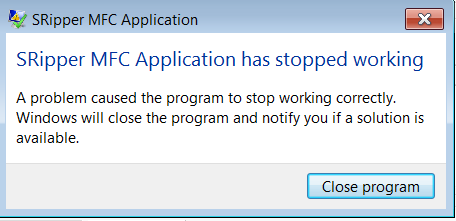 SRipper MFC Application
SRipper MFC Application has stopped working
A problem caused the program to stop working correctly.
Windows will close the program and notify you if a solution is
available.
Close program